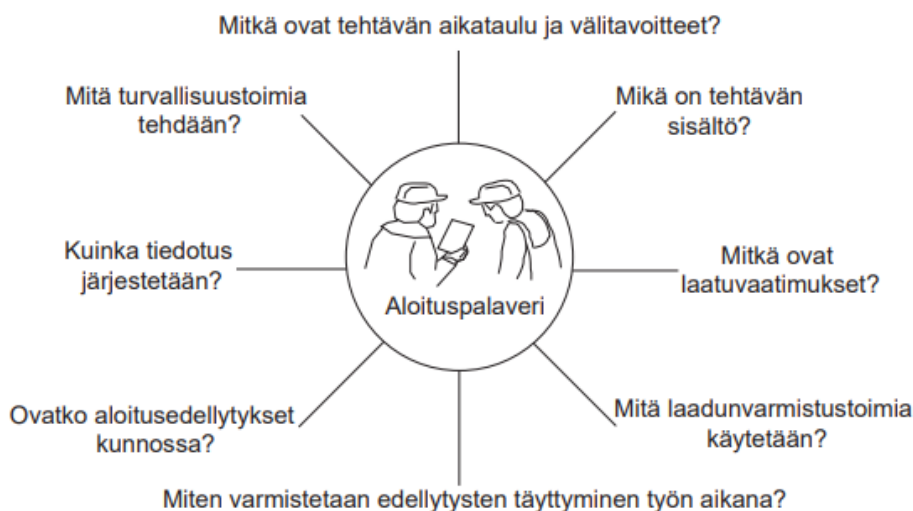 Mitkä ovat tehtävän aikataulu ja välitavoitteet?
Mitä turvallisuustoimia
tehdään?
Mikä on tehtävän
sisältö?
Kuinka tiedotus
järjestetään?
Mitkä ovat
laatuvaatimukset?
Aloituspalaveri
Ovatko aloitusedellytykset
kunnossa?
Mitä laadunvarmistustoimia
käytetään?
Miten varmistetaan edellytysten täyttyminen työn aikana?